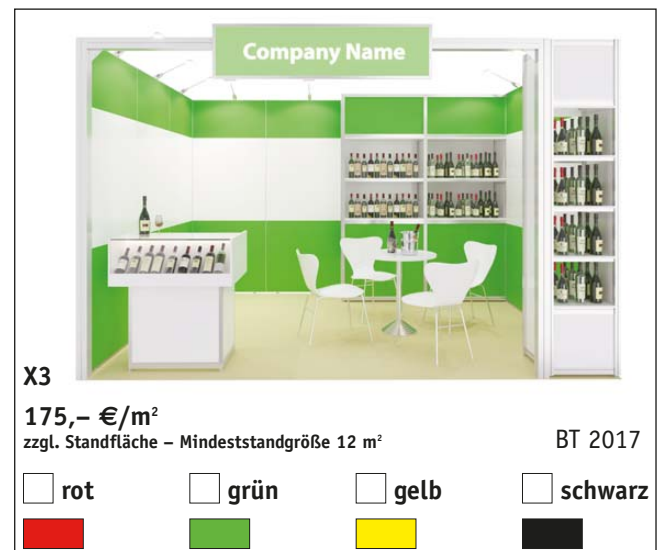 Company Name
X3
175,– €/m²
zzgl. Standfläche – Mindeststandgröße 12 m²
BT 2017
rot
grün
gelb
schwarz